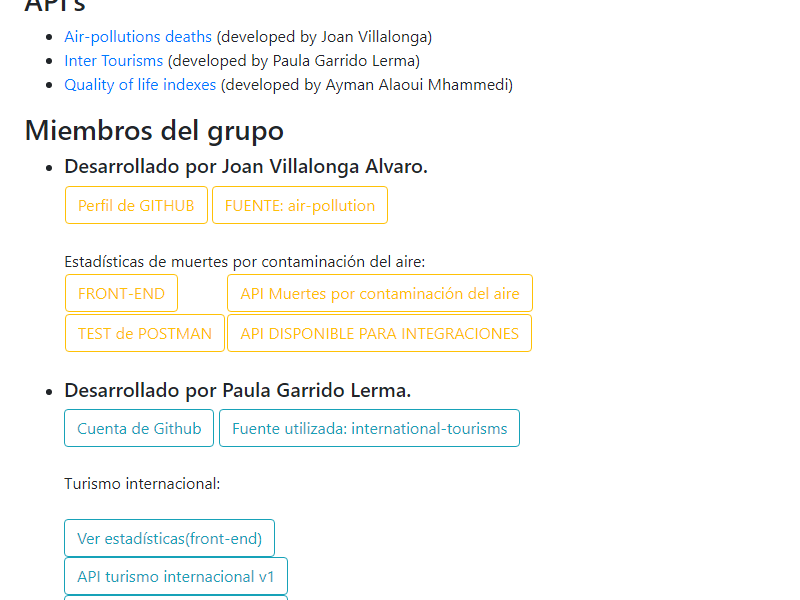 API's
Air-pollutions deaths (developed by Joan Villalonga)
Inter Tourisms (developed by Paula Garrido Lerma)
Quality of life indexes (developed by Ayman Alaoui Mhammedi)
Miembros del grupo
Desarrollado por Joan Villalonga Alvaro.
Perfil de GITHUB FUENTE: air-pollution
Estadísticas de muertes por contaminación del aire:
FRONT-END API Muertes por contaminación del aire
TEST de POSTMAN API DISPONIBLE PARA INTEGRACIONES
Desarrollado por Paula Garrido Lerma.
Cuenta de Github Fuente utilizada: international-tourisms
Turismo internacional:
Ver estadísticas(front-end)
API turismo internacional v1